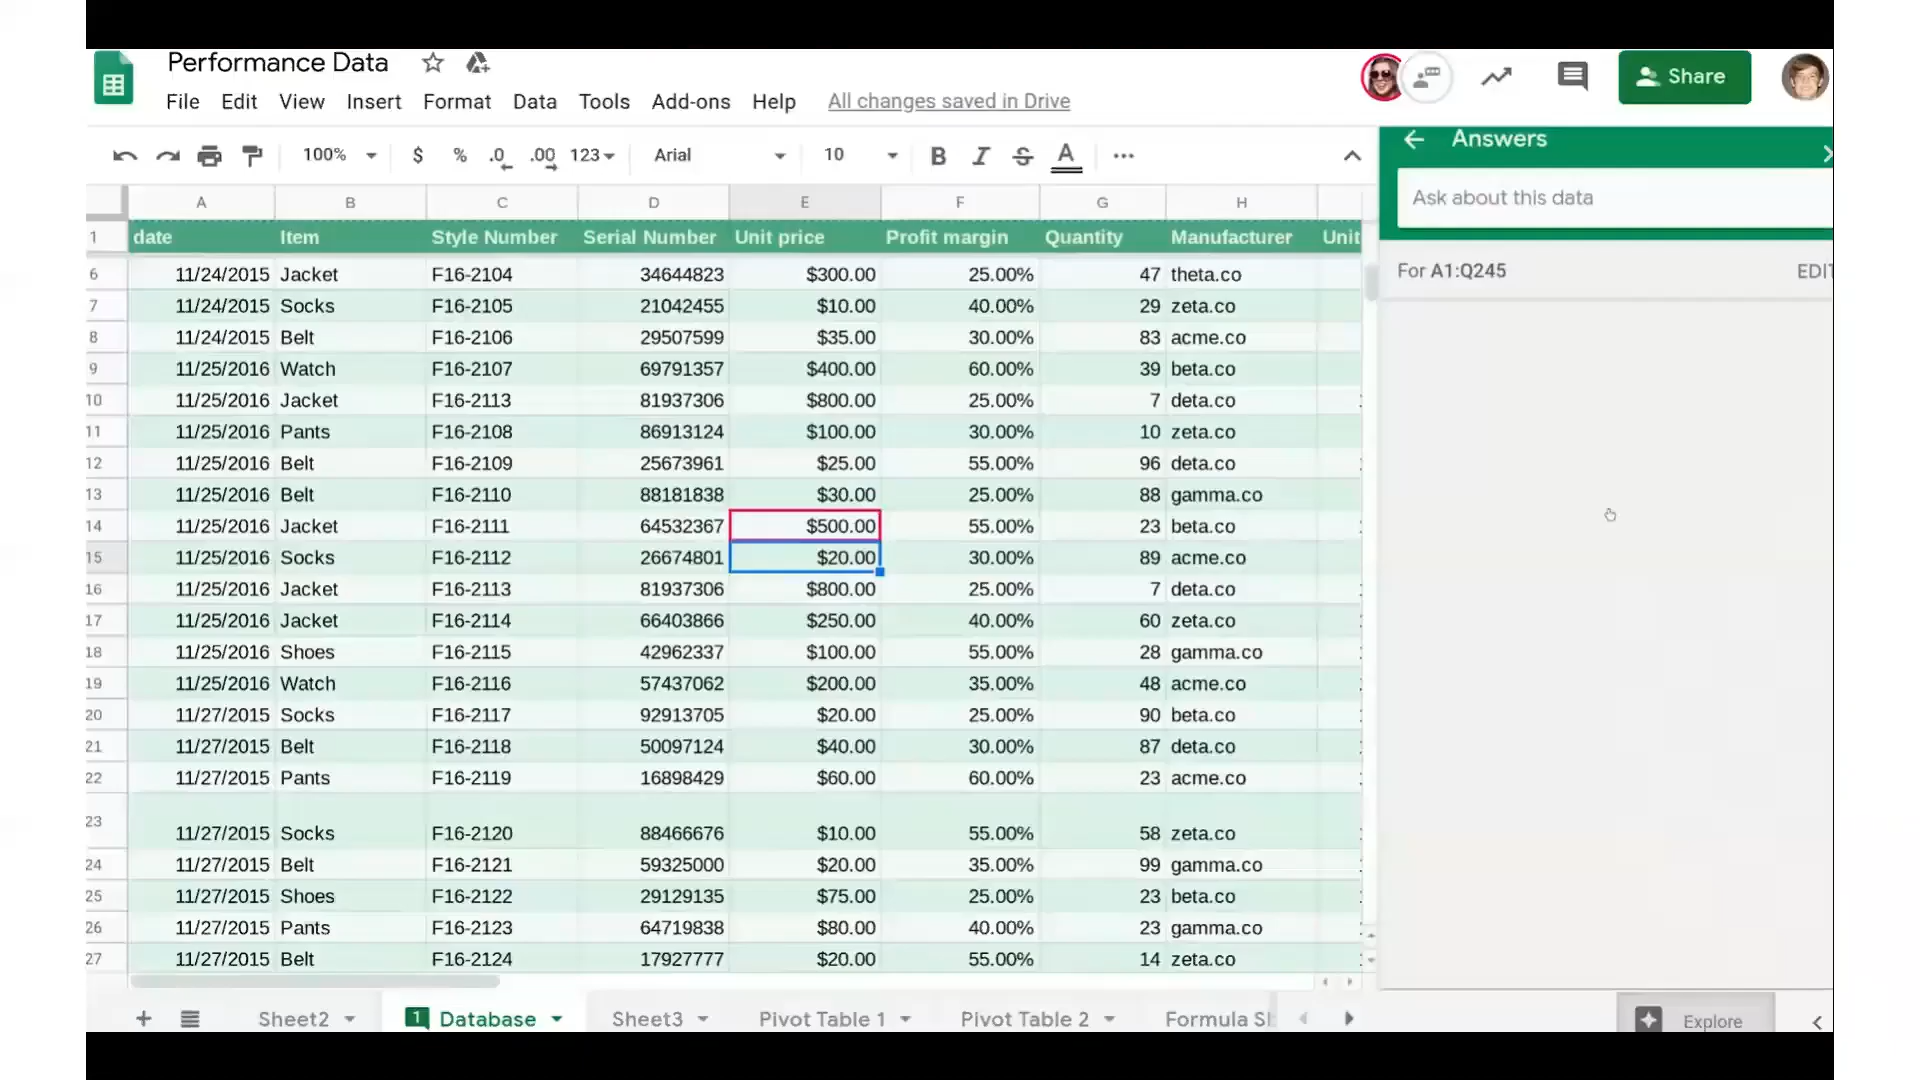 Performance Data
File Edit View Insert Format Data Tools Add-ons Help All changes saved in Drive
Share
100% $ % .0 .00 123 Arial 10 B I S A
Answers
Ask about this data
For A1:Q245
A B C D E F G H
1 date Item Style Number Serial Number Unit price Profit margin Quantity Manufacturer Unit
6 11/24/2015 Jacket F16-2104 34644823 $300.00 25.00% 47 theta.co
7 11/24/2015 Socks F16-2105 21042455 $10.00 40.00% 29 zeta.co
8 11/24/2015 Belt F16-2106 29507599 $35.00 30.00% 83 acme.co
9 11/25/2016 Watch F16-2107 69791357 $400.00 60.00% 39 beta.co
10 11/25/2016 Jacket F16-2113 81937306 $800.00 25.00% 7 deta.co
11 11/25/2016 Pants F16-2108 86913124 $100.00 30.00% 10 zeta.co
12 11/25/2016 Belt F16-2109 25673961 $25.00 55.00% 96 deta.co
13 11/25/2016 Belt F16-2110 88181838 $30.00 25.00% 88 gamma.co
14 11/25/2016 Jacket F16-2111 64532367 $500.00 55.00% 23 beta.co
15 11/25/2016 Socks F16-2112 26674801 $20.00 30.00% 89 acme.co
16 11/25/2016 Jacket F16-2113 81937306 $800.00 25.00% 7 deta.co
17 11/25/2016 Jacket F16-2114 66403866 $250.00 40.00% 60 zeta.co
18 11/25/2016 Shoes F16-2115 42962337 $100.00 55.00% 28 gamma.co
19 11/25/2016 Watch F16-2116 57437062 $200.00 35.00% 48 acme.co
20 11/27/2015 Socks F16-2117 92913705 $20.00 25.00% 90 beta.co
21 11/27/2015 Belt F16-2118 50097124 $40.00 30.00% 87 deta.co
22 11/27/2015 Pants F16-2119 16898429 $60.00 60.00% 23 acme.co
23 11/27/2015 Socks F16-2120 88466676 $10.00 55.00% 58 zeta.co
24 11/27/2015 Belt F16-2121 59325000 $20.00 35.00% 99 gamma.co
25 11/27/2015 Shoes F16-2122 29129135 $75.00 25.00% 23 beta.co
26 11/27/2015 Pants F16-2123 64719838 $80.00 40.00% 23 gamma.co
27 11/27/2015 Belt F16-2124 17927777 $20.00 55.00% 14 zeta.co
Sheet2 1 Database Sheet3 Pivot Table 1 Pivot Table 2 Formula
Explore